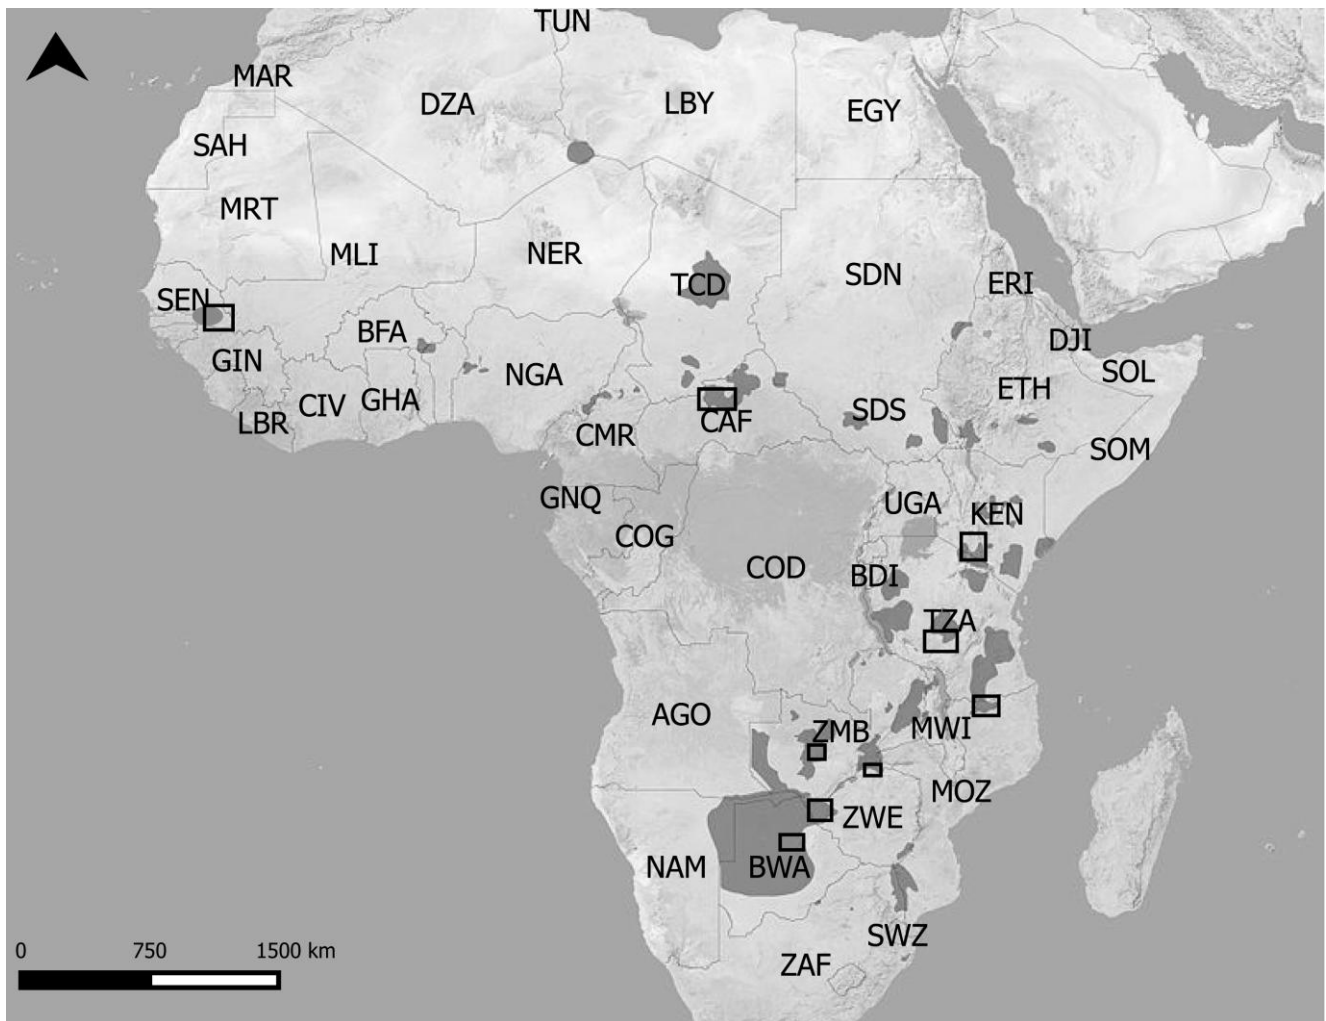 TUN
MAR
DZA
LBY
EGY
SAH
MRT
MLI
NER
TCD
SDN
ERI
SEN
BFA
DJI
GIN
NGA
SOL
ETH
CIV
GHA
LBR
CAF
SDS
CMR
SOM
GNQ
UGA
KEN
COG
COD
BDI
TZA
AGO
ZMB
MWI
MOZ
ZWE
NAM
BWA
SWZ
ZAF
0 750 1500 km